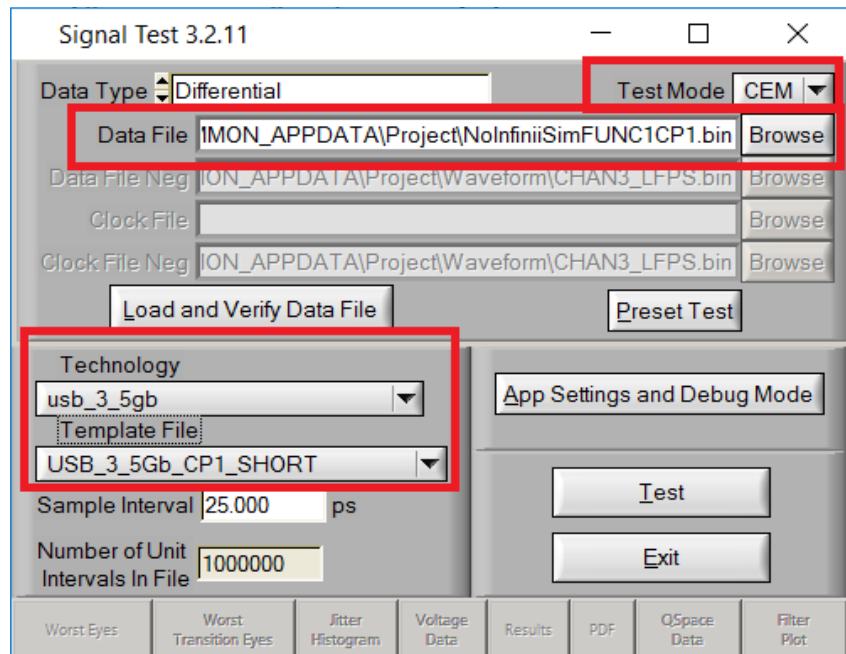 Signal Test 3.2.11
Data Type Differential Test Mode CEM
Data File MMON_APPDATA\Project\NoInfiniiSimFUNC1CP1.bin Browse
Data File Neg ION_APPDATA\Project\Waveform\CHAN3_LFPS.bin Browse
Clock File Browse
Clock File Neg ION_APPDATA\Project\Waveform\CHAN3_LFPS.bin Browse
Load and Verify Data File Preset Test
Technology
usb_3_5gb
App Settings and Debug Mode
Template File
USB_3_5Gb_CP1_SHORT
Sample Interval 25.000 ps
Test
Number of Unit
Intervals In File 1000000
Exit
Worst Eyes Worst Transition Eyes Jitter Histogram Voltage Data Results PDF QSpace Data Filter Plot